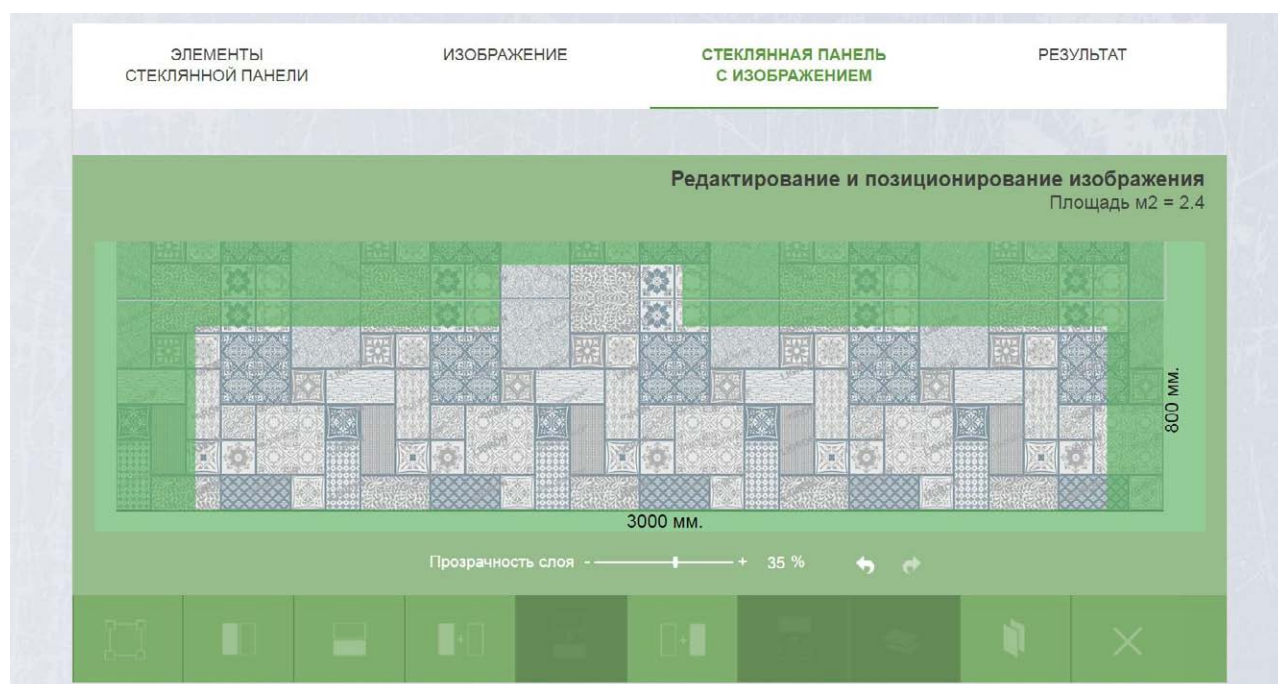 ЭЛЕМЕНТЫ
СТЕКЛЯННОЙ ПАНЕЛИ
ИЗОБРАЖЕНИЕ
СТЕКЛЯННАЯ ПАНЕЛЬ
С ИЗОБРАЖЕНИЕМ
РЕЗУЛЬТАТ
Редактирование и позиционирование изображения
Площадь м2 = 2.4
800 мм.
3000 мм.
Прозрачность слоя - + 35 %